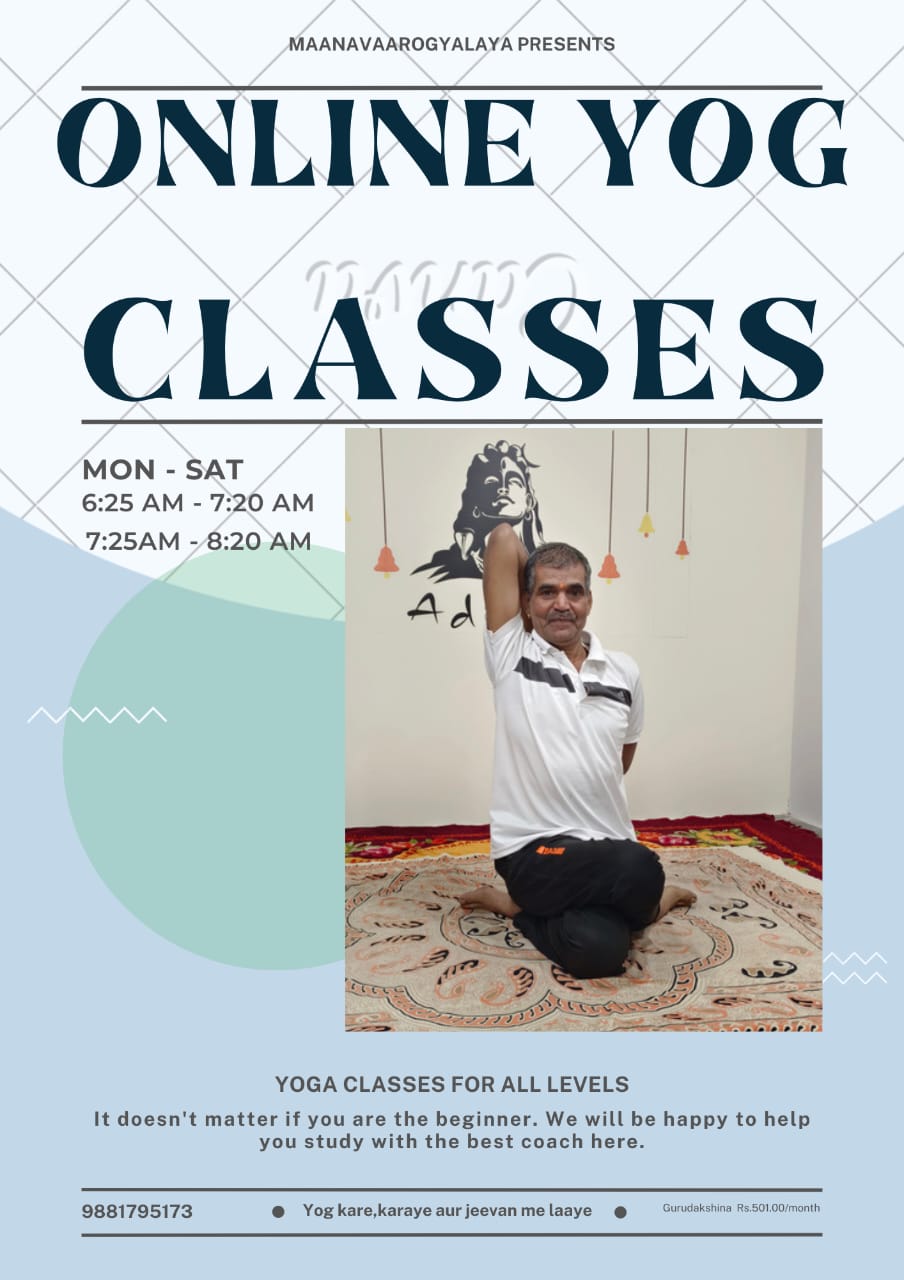 MAANAVAAROGYALAYA PRESENTS
ONLINE YOG
CLASSES
MON - SAT
6:25 AM - 7:20 AM
7:25AM - 8:20 AM
Ad
YOGA CLASSES FOR ALL LEVELS
It doesn't matter if you are the beginner. We will be happy to help
you study with the best coach here.
9881795173 ● Yog kare,karaye aur jeevan me laaye ● Gurudakshina Rs.501.00/month